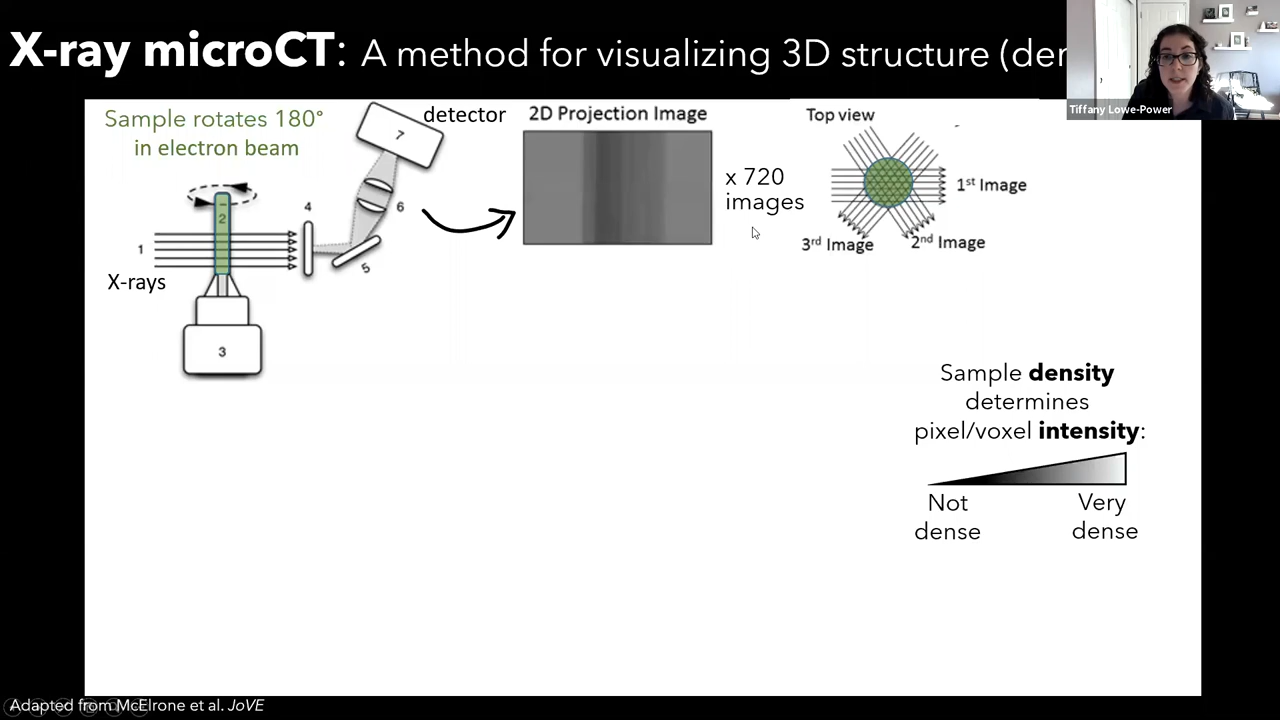 X-ray microCT: A method for visualizing 3D structure (den
Tiffany Lowe-Power
Sample rotates 180°
in electron beam
detector
7
6
5
4
2
1
X-rays
3
2D Projection Image
x 720
images
Top view
1st Image
2nd Image
3rd Image
Sample density
determines
pixel/voxel intensity:
Not
dense
Very
dense
Adapted from McElrone et al. JoVE